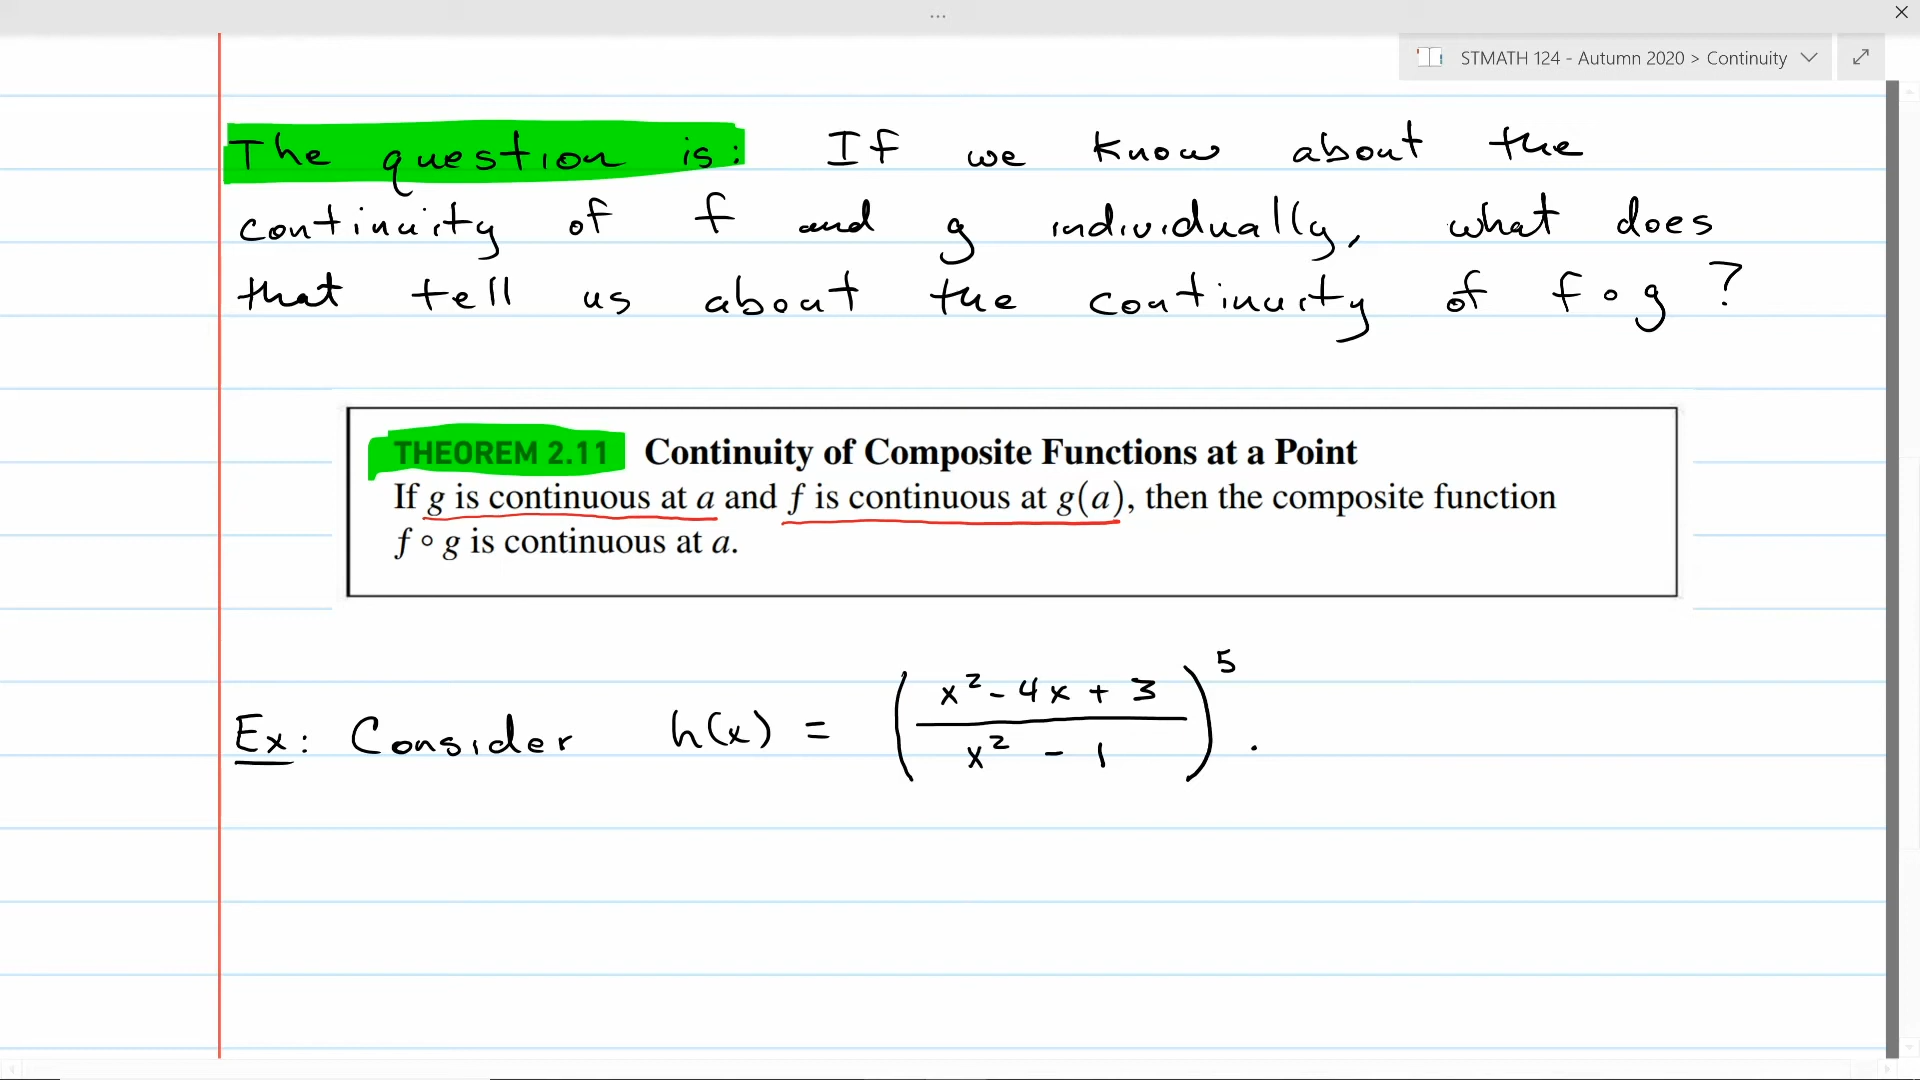 ...
STMATH 124 - Autumn 2020 > Continuity
The question is: If we know about the
continuity of f and g individually, what does
that tell us about the continuity of f ∘ g ?
THEOREM 2.11 Continuity of Composite Functions at a Point
If g is continuous at a and f is continuous at g(a), then the composite function
f ∘ g is continuous at a.
Ex: Consider h(x) = ( (x² - 4x + 3) / (x² - 1) )⁵ .